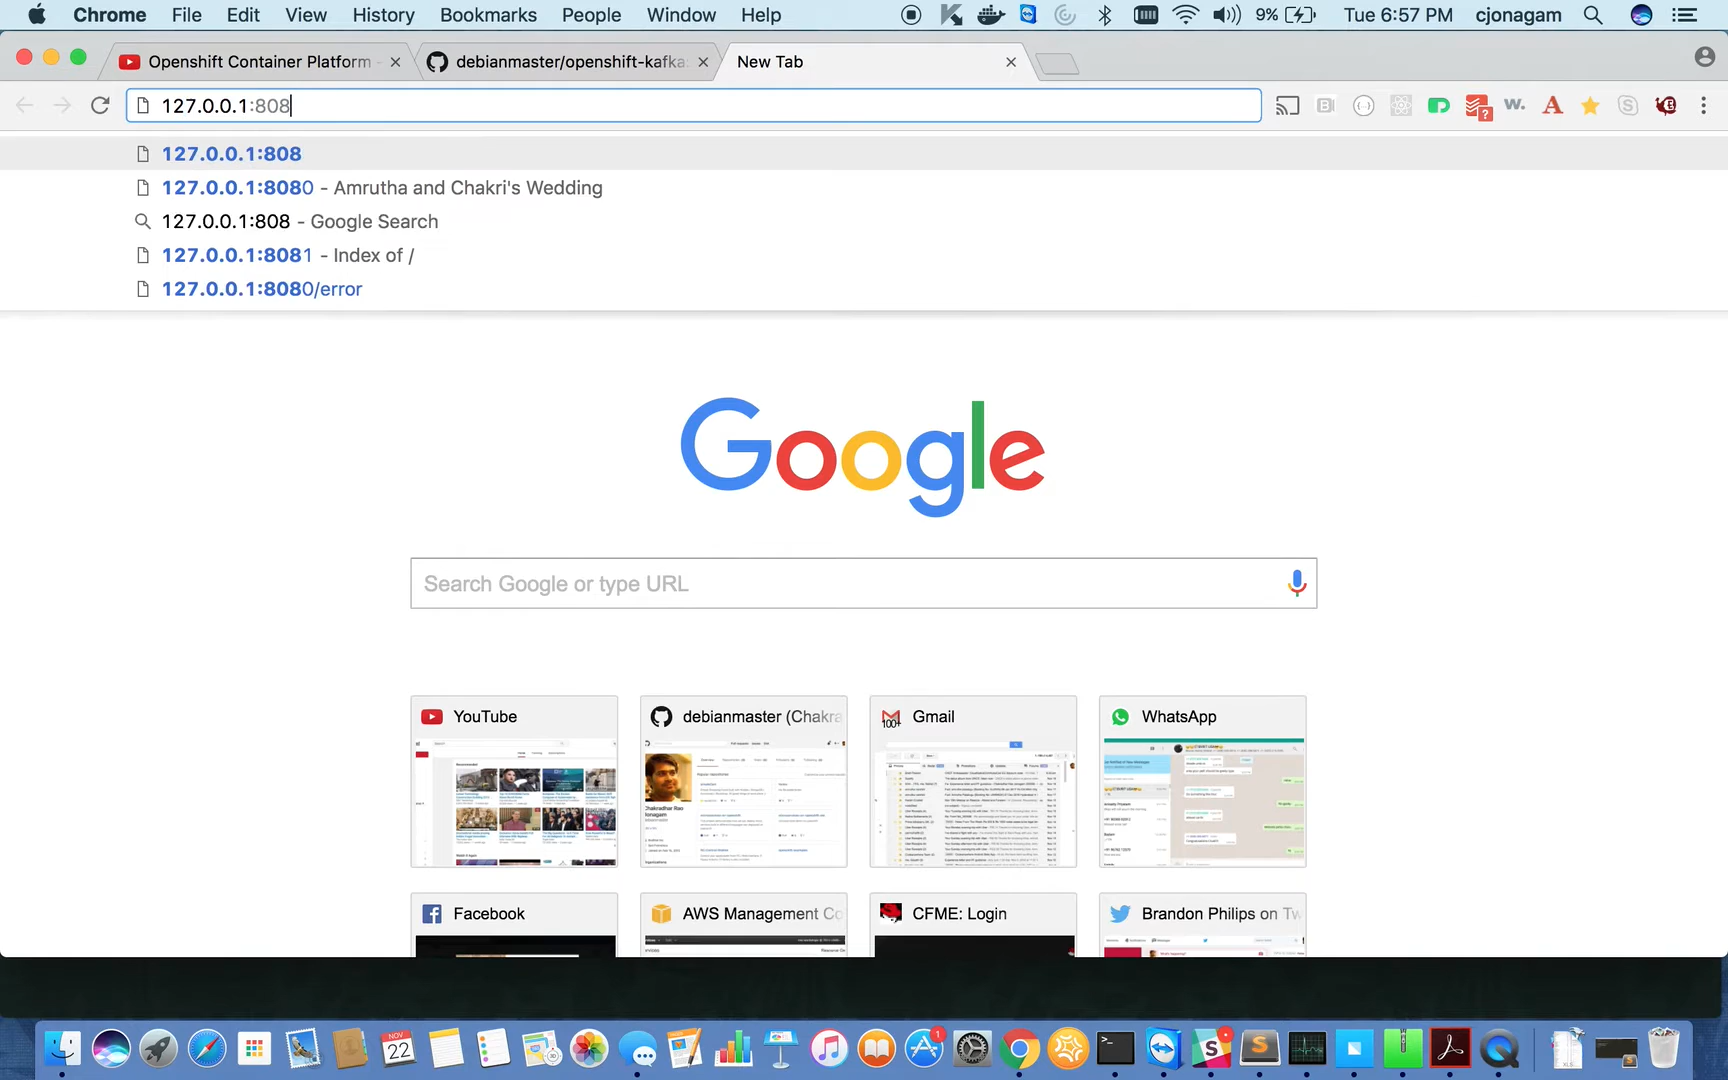 Chrome File Edit View History Bookmarks People Window Help 9% Tue 6:57 PM cjonagam
Openshift Container Platform - debianmaster/openshift-kafka: New Tab
127.0.0.1:808
127.0.0.1:808
127.0.0.1:8080 - Amrutha and Chakri's Wedding
127.0.0.1:808 - Google Search
127.0.0.1:8081 - Index of /
127.0.0.1:8080/error
Google
Search Google or type URL
YouTube debianmaster (Chakra Gmail WhatsApp
Facebook AWS Management Co CFME: Login Brandon Philips on Tw
NOV
22